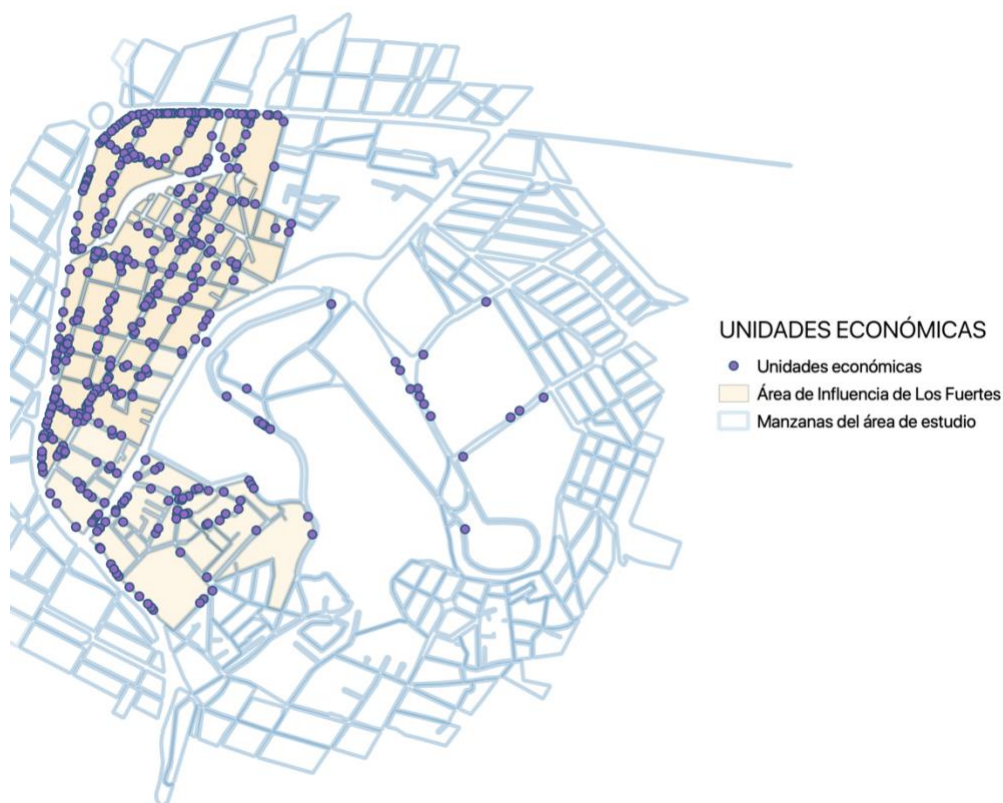 UNIDADES ECONÓMICAS
Unidades económicas
Área de Influencia de Los Fuertes
Manzanas del área de estudio